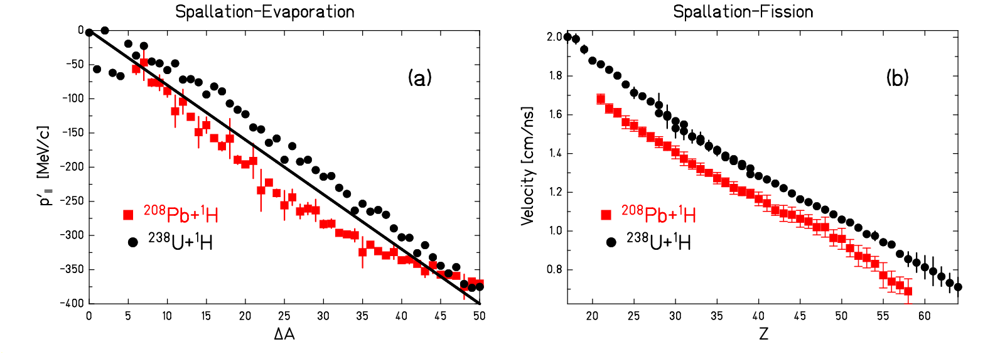 Spallation-Evaporation
0
-50
-100
-150
-200
-250
-300
-350
-400
p′∥ [MeV/c]
(a)
²⁰⁸Pb+¹H
²³⁸U+¹H
0 5 10 15 20 25 30 35 40 45 50
ΔA
Spallation-Fission
2.0
1.8
1.6
1.4
1.2
1.0
0.8
Velocity [cm/ns]
(b)
²⁰⁸Pb+¹H
²³⁸U+¹H
20 25 30 35 40 45 50 55 60
Z